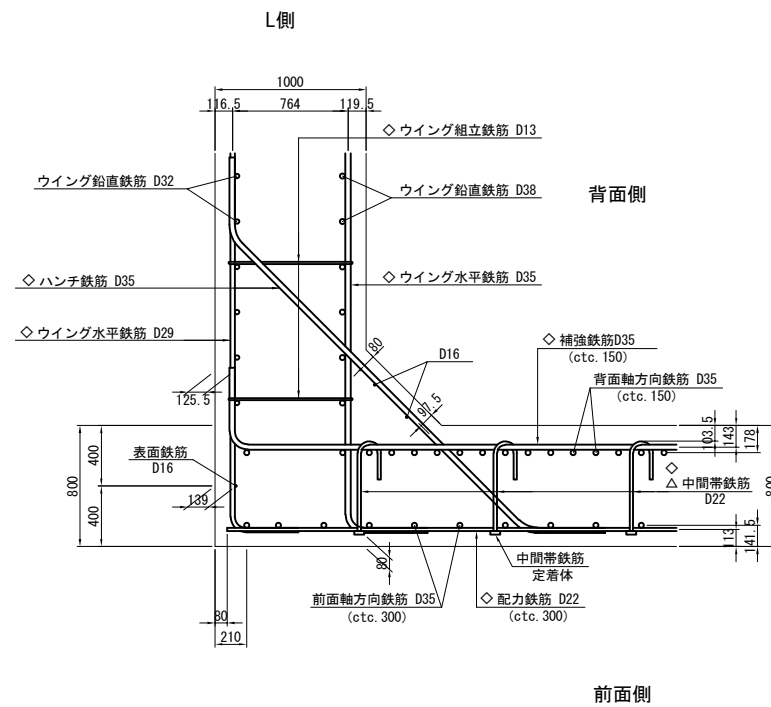 L側
1000
116.5 764 119.5
◇ ウイング組立鉄筋 D13
ウイング鉛直鉄筋 D32
ウイング鉛直鉄筋 D38
背面側
◇ ハンチ鉄筋 D35
◇ ウイング水平鉄筋 D35
◇ ウイング水平鉄筋 D29
80
◇ 補強鉄筋D35
(ctc.150)
D16
背面軸方向鉄筋 D35
(ctc.150)
125.5
97.5
103.5
143
178
800
400
表面鉄筋
D16
139
400
◇
△ 中間帯鉄筋
D22
800
113
141.5
80
中間帯鉄筋
定着体
前面軸方向鉄筋 D35
(ctc.300)
◇ 配力鉄筋 D22
(ctc.300)
80
210
前面側